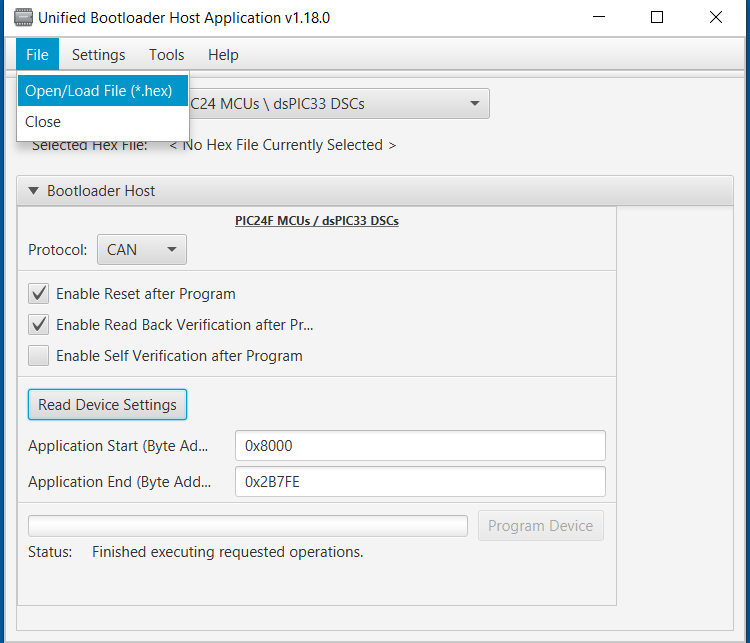 Unified Bootloader Host Application v1.18.0
File Settings Tools Help
Open/Load File (*.hex)
C24 MCUs \ dsPIC33 DSCs
Close
Selected Hex File: < No Hex File Currently Selected >
Bootloader Host
PIC24F MCUs / dsPIC33 DSCs
Protocol: CAN
Enable Reset after Program
Enable Read Back Verification after Pr...
Enable Self Verification after Program
Read Device Settings
Application Start (Byte Ad... 0x8000
Application End (Byte Add... 0x2B7FE
Program Device
Status: Finished executing requested operations.